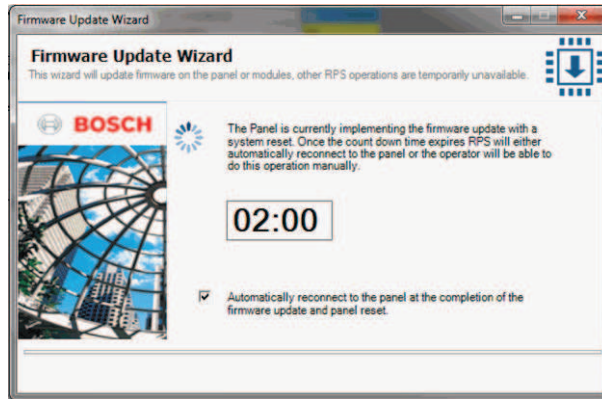 Firmware Update Wizard
Firmware Update Wizard
This wizard will update firmware on the panel or modules, other RPS operations are temporarily unavailable.
BOSCH
The Panel is currently implementing the firmware update with a
system reset. Once the count down time expires RPS will either
automatically reconnect to the panel or the operator will be able to
do this operation manually.
02:00
Automatically reconnect to the panel at the completion of the
firmware update and panel reset.